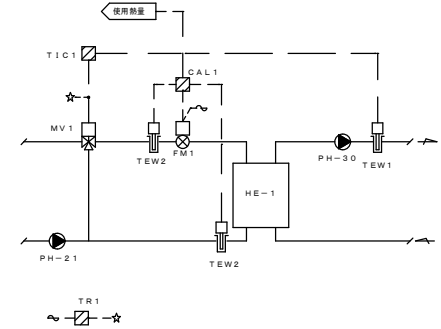 使用熱量
TIC1
CAL1
MV1
TEW2
FM1
PH-30
TEW1
HE-1
PH-21
TEW2
TR1